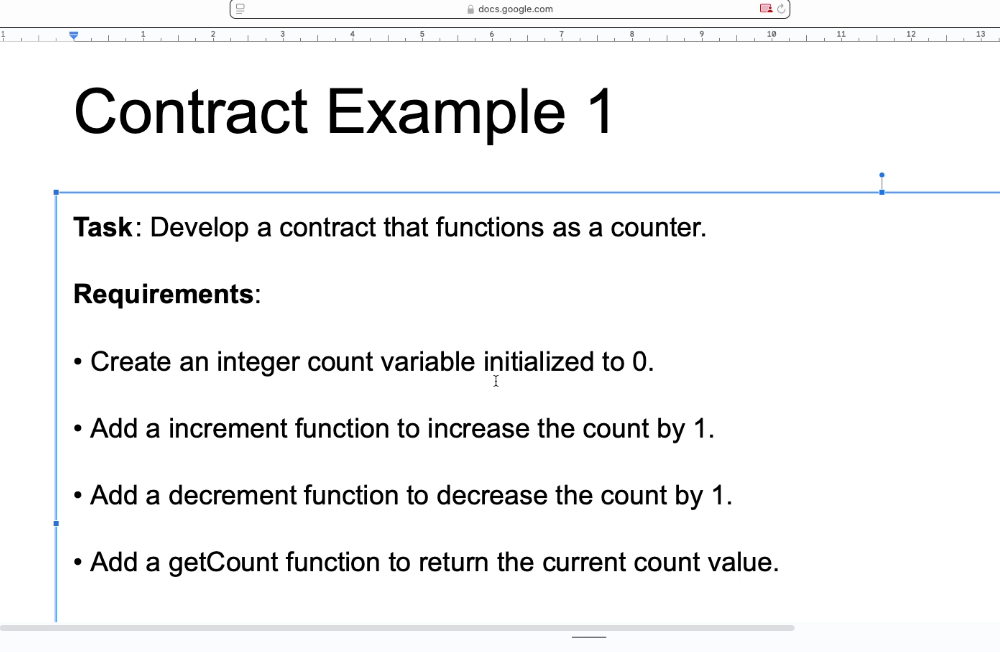 docs.google.com
1 1 2 3 4 5 6 7 8 9 10 11 12 13
Contract Example 1
Task: Develop a contract that functions as a counter.
Requirements:
• Create an integer count variable initialized to 0.
• Add a increment function to increase the count by 1.
• Add a decrement function to decrease the count by 1.
• Add a getCount function to return the current count value.